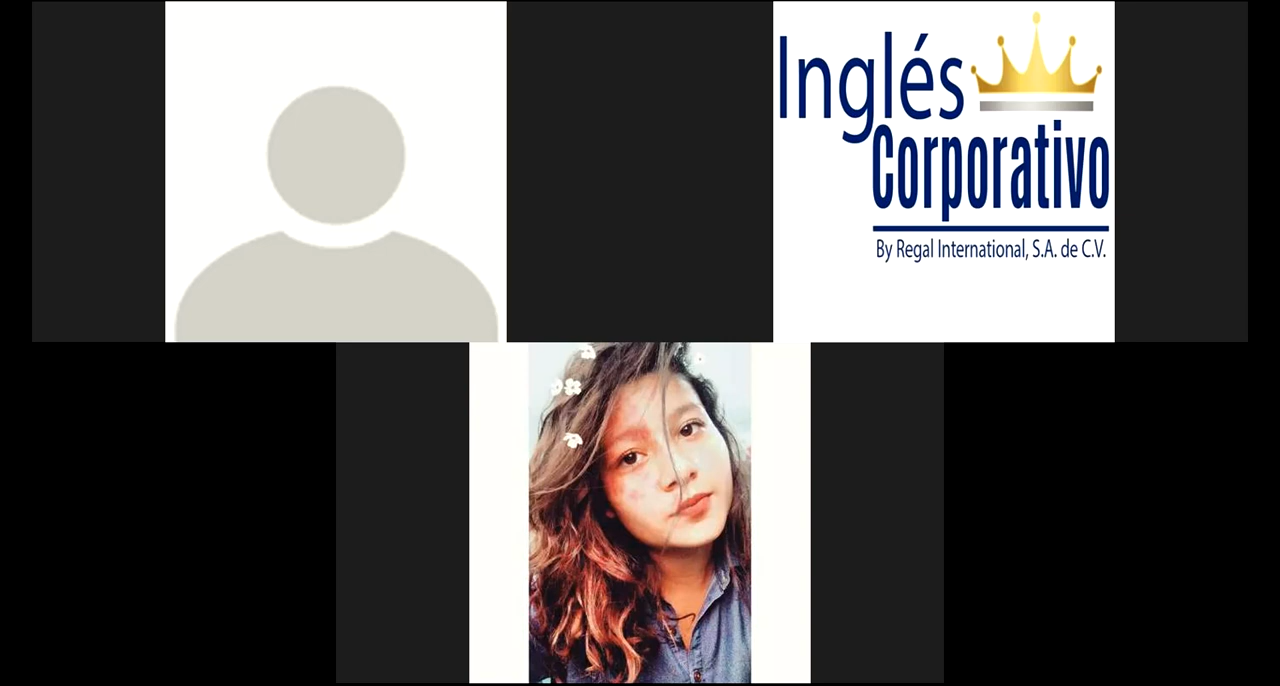 Inglés
Corporativo
By Regal International, S.A. de C.V.